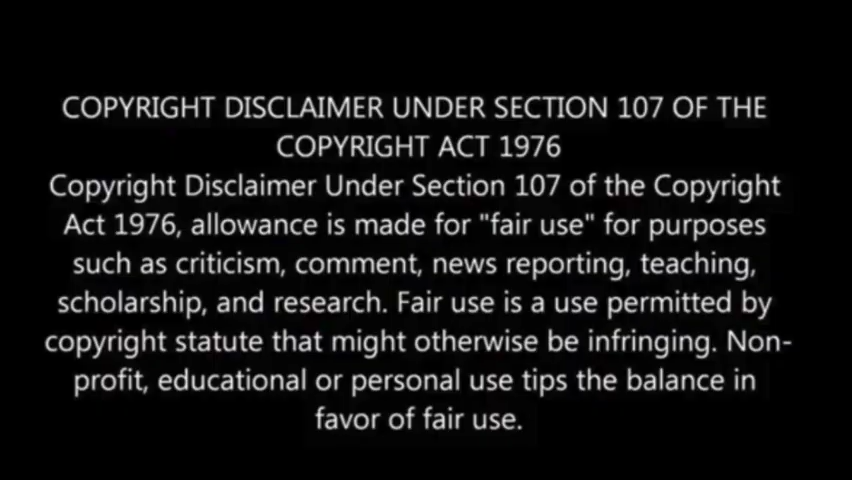 COPYRIGHT DISCLAIMER UNDER SECTION 107 OF THE
COPYRIGHT ACT 1976
Copyright Disclaimer Under Section 107 of the Copyright
Act 1976, allowance is made for "fair use" for purposes
such as criticism, comment, news reporting, teaching,
scholarship, and research. Fair use is a use permitted by
copyright statute that might otherwise be infringing. Non-
profit, educational or personal use tips the balance in
favor of fair use.